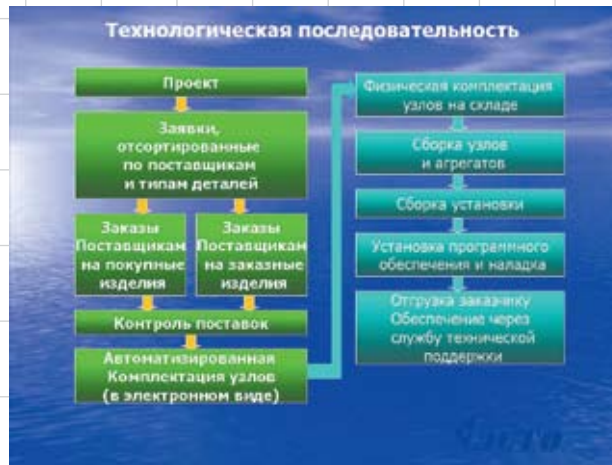 Технологическая последовательность
Проект
Заявки,
отсортированные
по поставщикам
и типам деталей
Заказы
Поставщикам
на покупные
изделия
Заказы
Поставщикам
на заказные
изделия
Контроль поставок
Автоматизированная
Комплектация узлов
(в электронном виде)
Физическая комплектация
узлов на складе
Сборка узлов
и агрегатов
Сборка установки
Установка программного
обеспечения и наладка
Отгрузка заказчику
Обеспечение через
службу технической
поддержки